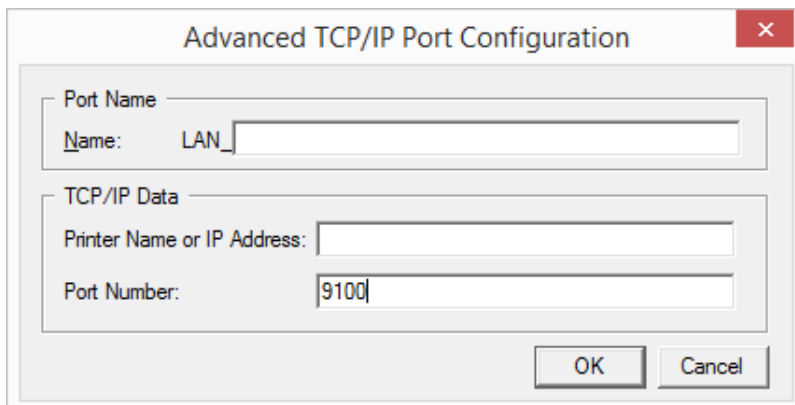 Advanced TCP/IP Port Configuration
Port Name
Name: LAN_
TCP/IP Data
Printer Name or IP Address:
Port Number: 9100
OK Cancel